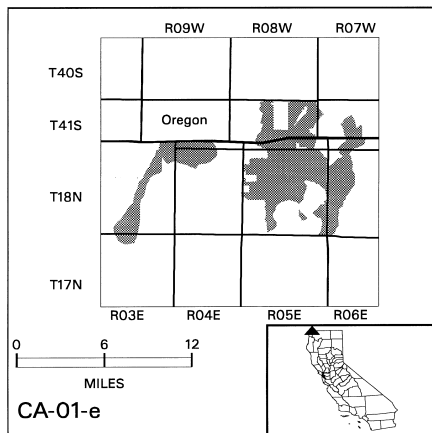 R09W R08W R07W
T40S
T41S Oregon
T18N
T17N
R03E R04E R05E R06E
0 6 12
MILES
CA-01-e